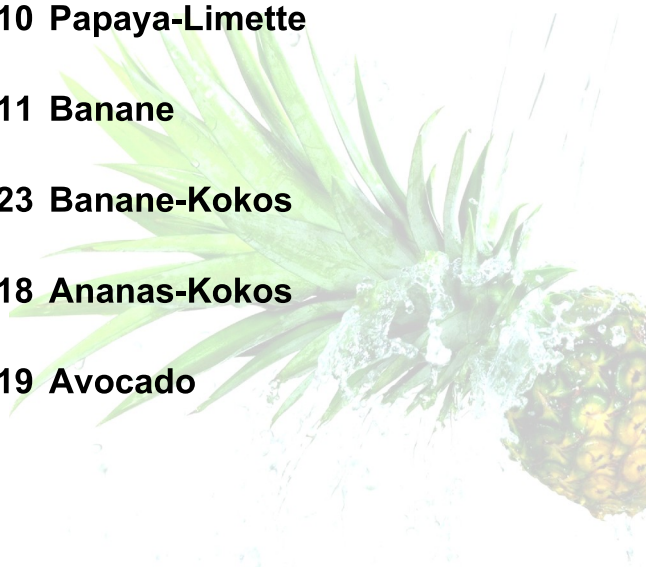 10 Papaya-Limette
11 Banane
23 Banane-Kokos
18 Ananas-Kokos
19 Avocado